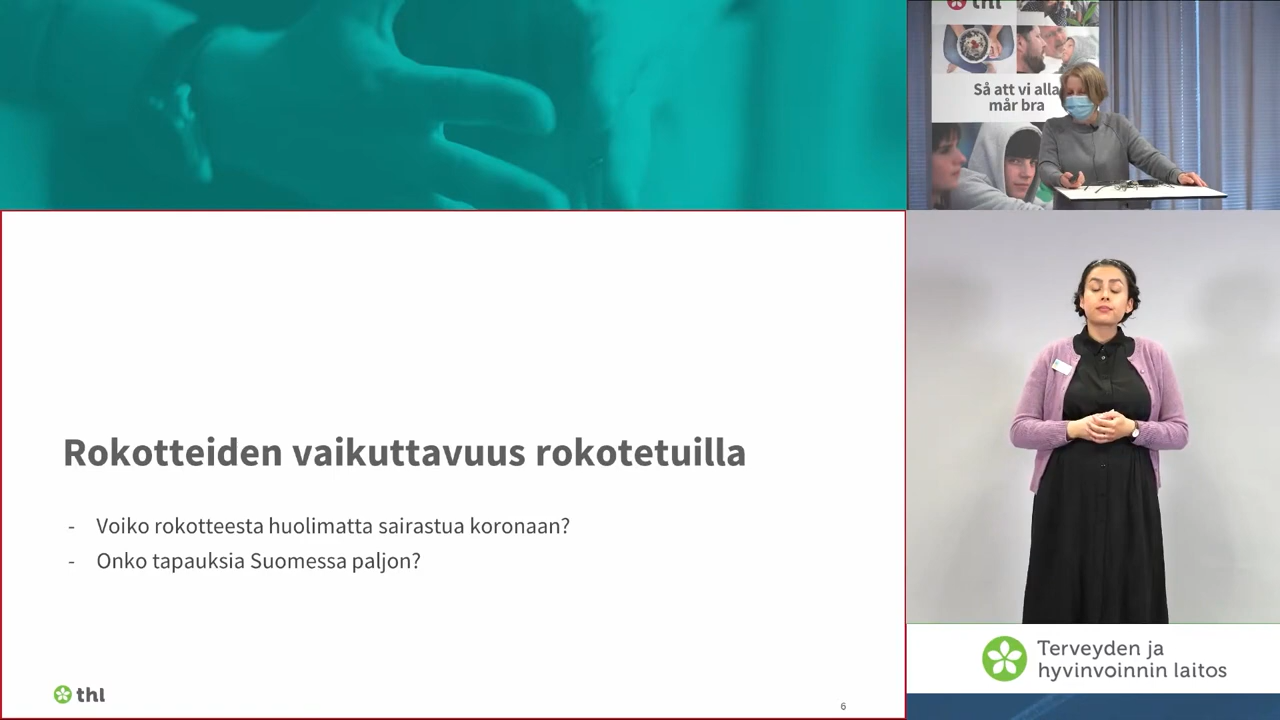 thl
Så att vi alla
mår bra
Rokotteiden vaikuttavuus rokotetuilla
- Voiko rokotteesta huolimatta sairastua koronaan?
- Onko tapauksia Suomessa paljon?
thl
6
Terveyden ja
hyvinvoinnin laitos